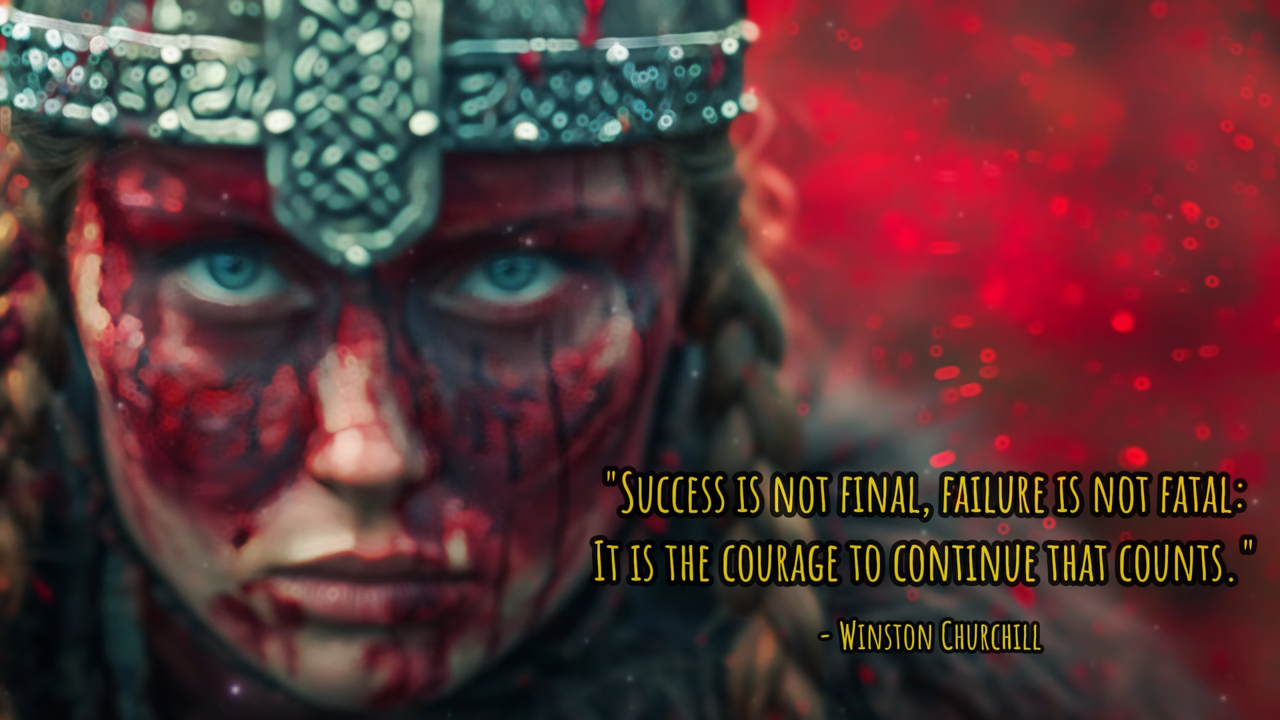 "Success is not final, failure is not fatal:
It is the courage to continue that counts."
- Winston Churchill